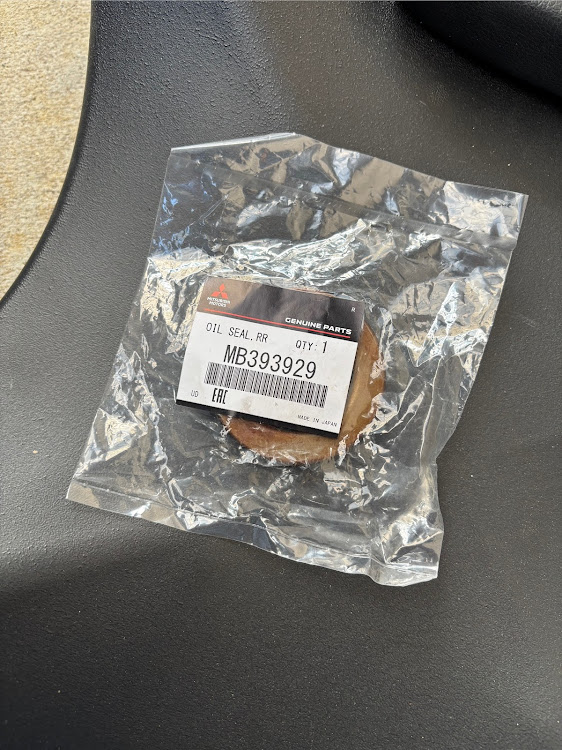 MITSUBISHI
MOTORS
R
GENUINE PARTS
OIL SEAL,RR QTY:1
MB393929
UD EAC MADE IN JAPAN